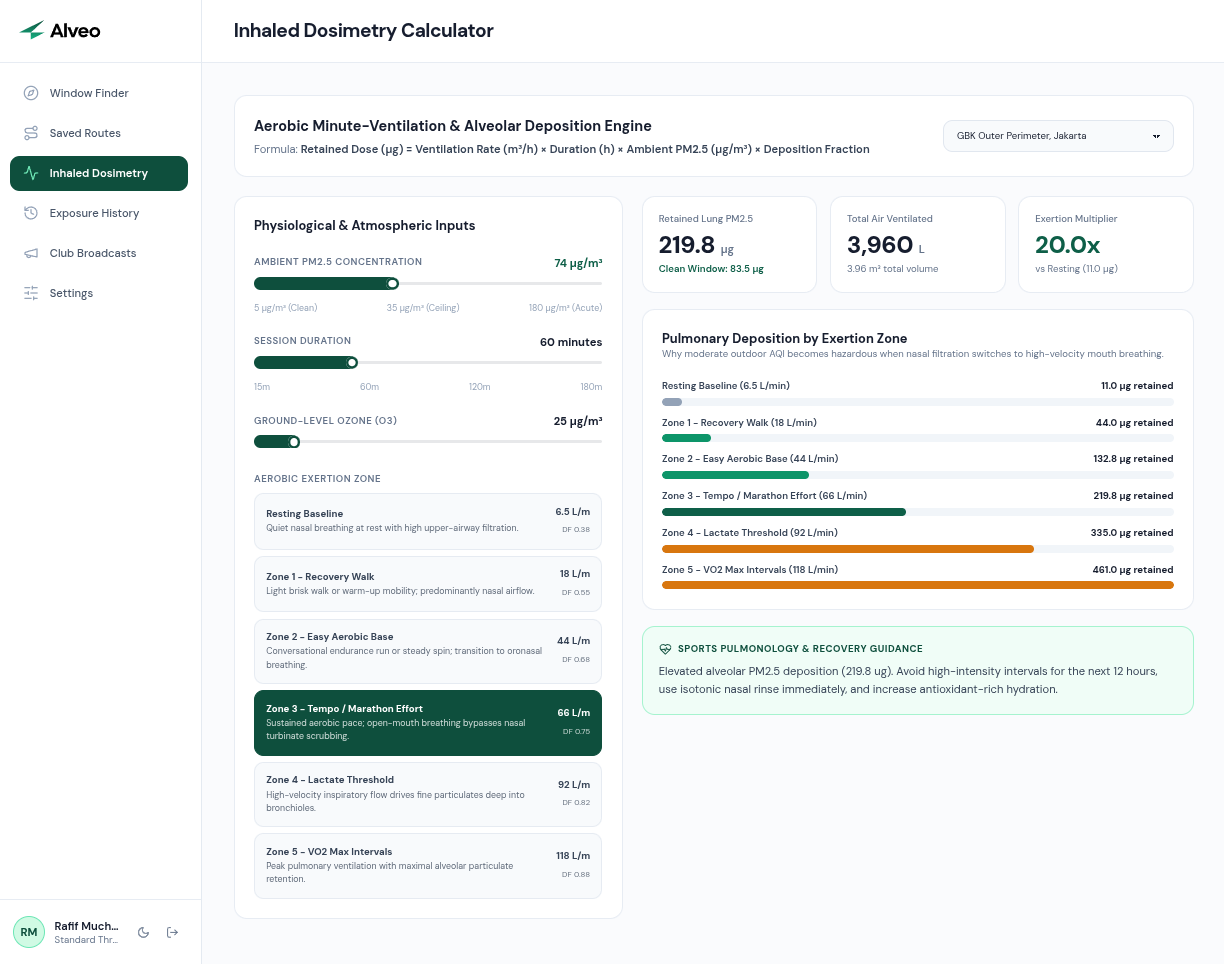 Alveo
Inhaled Dosimetry Calculator
Window Finder
Saved Routes
Inhaled Dosimetry
Exposure History
Club Broadcasts
Settings
Aerobic Minute-Ventilation & Alveolar Deposition Engine
Formula: Retained Dose (µg) = Ventilation Rate (m³/h) × Duration (h) × Ambient PM2.5 (µg/m³) × Deposition Fraction
GBK Outer Perimeter, Jakarta
Physiological & Atmospheric Inputs
AMBIENT PM2.5 CONCENTRATION
74 µg/m³
5 µg/m³ (Clean)
35 µg/m³ (Ceiling)
180 µg/m³ (Acute)
SESSION DURATION
60 minutes
15m
60m
120m
180m
GROUND-LEVEL OZONE (O3)
25 µg/m³
AEROBIC EXERTION ZONE
Resting Baseline
6.5 L/m
Quiet nasal breathing at rest with high upper-airway filtration.
DF 0.38
Zone 1 - Recovery Walk
18 L/m
Light brisk walk or warm-up mobility; predominantly nasal airflow.
DF 0.55
Zone 2 - Easy Aerobic Base
44 L/m
Conversational endurance run or steady spin; transition to oronasal
breathing.
DF 0.68
Zone 3 - Tempo / Marathon Effort
66 L/m
Sustained aerobic pace; open-mouth breathing bypasses nasal
turbinate scrubbing.
DF 0.75
Zone 4 - Lactate Threshold
92 L/m
High-velocity inspiratory flow drives fine particulates deep into
bronchioles.
DF 0.82
Zone 5 - VO2 Max Intervals
118 L/m
Peak pulmonary ventilation with maximal alveolar particulate
retention.
DF 0.88
Retained Lung PM2.5
219.8 µg
Clean Window: 83.5 µg
Total Air Ventilated
3,960 L
3.96 m³ total volume
Exertion Multiplier
20.0x
vs Resting (11.0 µg)
Pulmonary Deposition by Exertion Zone
Why moderate outdoor AQI becomes hazardous when nasal filtration switches to high-velocity mouth breathing.
Resting Baseline (6.5 L/min)
11.0 µg retained
Zone 1 - Recovery Walk (18 L/min)
44.0 µg retained
Zone 2 - Easy Aerobic Base (44 L/min)
132.8 µg retained
Zone 3 - Tempo / Marathon Effort (66 L/min)
219.8 µg retained
Zone 4 - Lactate Threshold (92 L/min)
335.0 µg retained
Zone 5 - VO2 Max Intervals (118 L/min)
461.0 µg retained
SPORTS PULMONOLOGY & RECOVERY GUIDANCE
Elevated alveolar PM2.5 deposition (219.8 ug). Avoid high-intensity intervals for the next 12 hours,
use isotonic nasal rinse immediately, and increase antioxidant-rich hydration.
RM
Rafif Much...
Standard Thr...